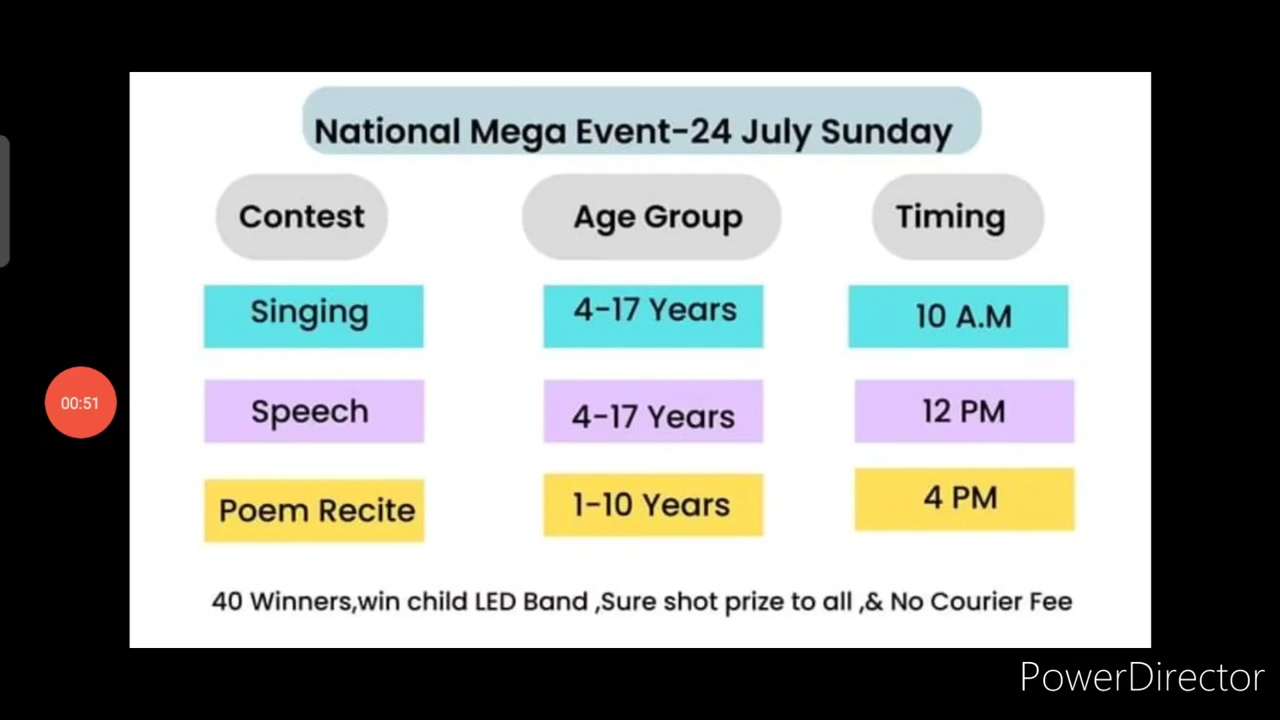 National Mega Event-24 July Sunday
Contest Age Group Timing
Singing 4-17 Years 10 A.M
00:51
Speech 4-17 Years 12 PM
Poem Recite 1-10 Years 4 PM
40 Winners,win child LED Band ,Sure shot prize to all ,& No Courier Fee
PowerDirector